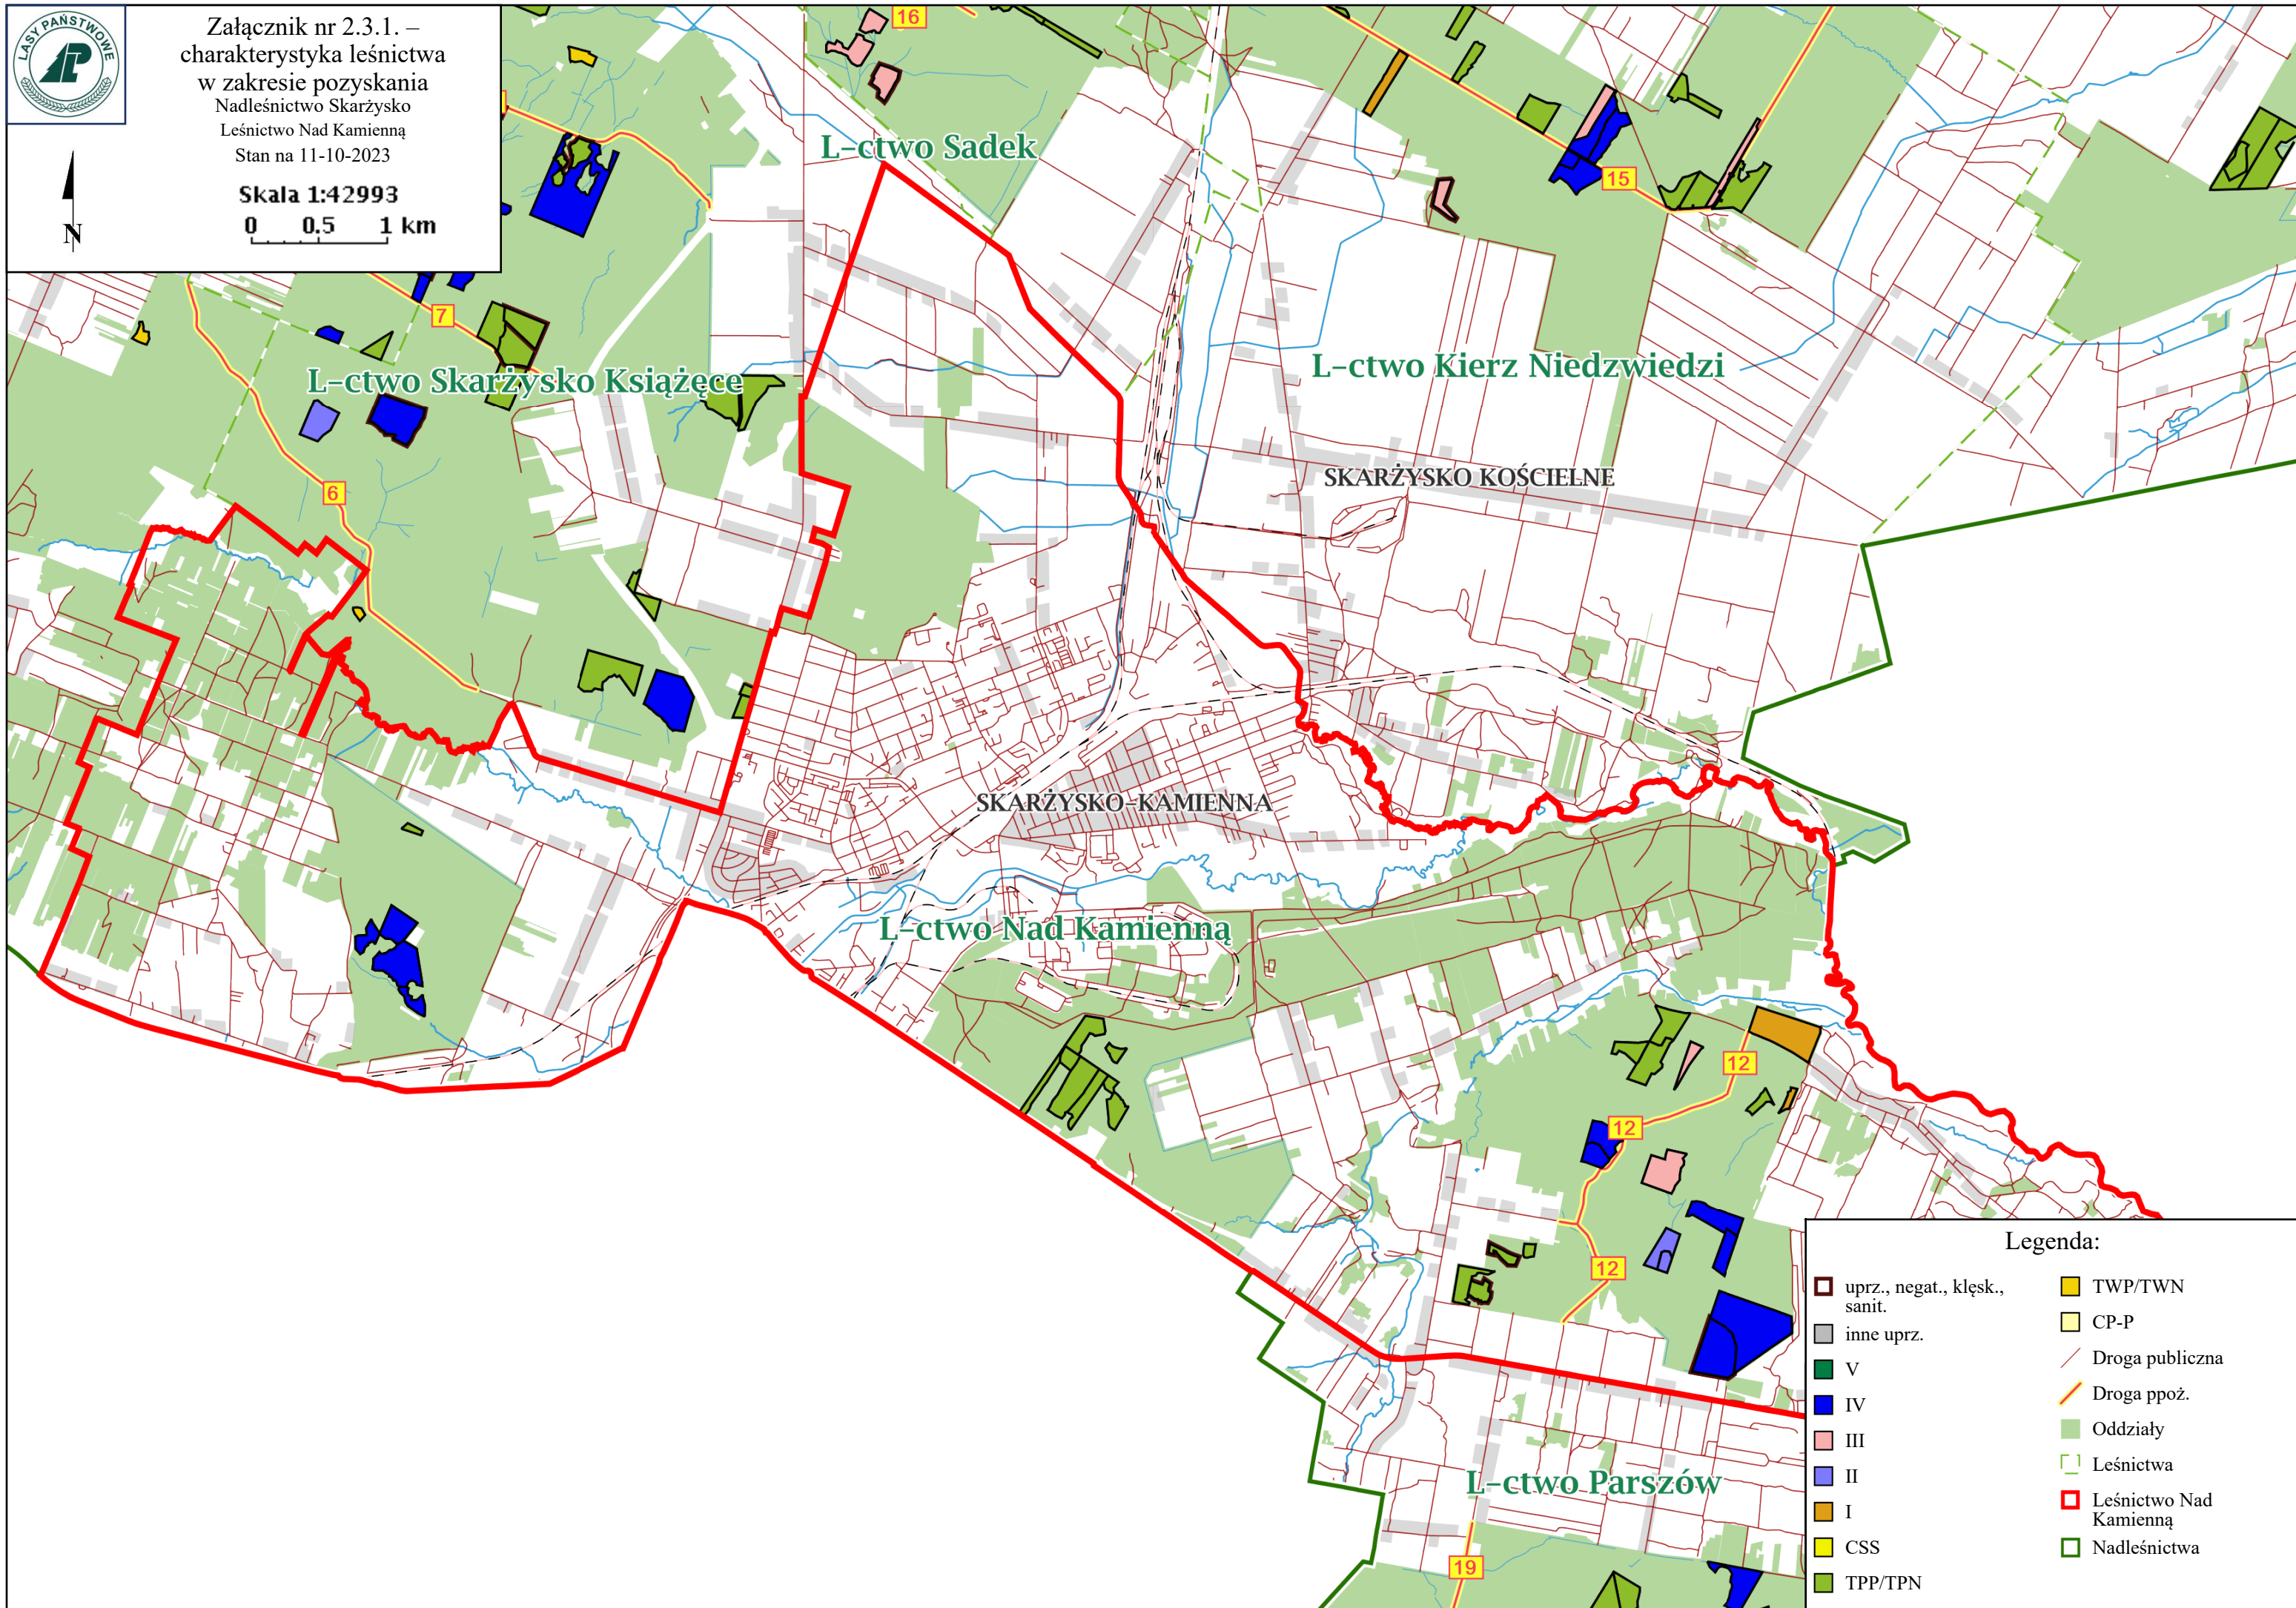 LASY PAŃSTWOWE
Załącznik nr 2.3.1. –
charakterystyka leśnictwa
w zakresie pozyskania
Nadleśnictwo Skarżysko
Leśnictwo Nad Kamienną
Stan na 11-10-2023
Skala 1:42993
0 0.5 1 km
N
16
L-ctwo Sadek
15
7
L-ctwo Skarżysko Książęce
L-ctwo Kierz Niedzwiedzi
6
SKARŻYSKO KOŚCIELNE
SKARŻYSKO-KAMIENNA
L-ctwo Nad Kamienną
12
12
12
L-ctwo Parszów
19
Legenda:
uprz., negat., klęsk.,
sanit.
inne uprz.
V
IV
III
II
I
CSS
TPP/TPN
TWP/TWN
CP-P
Droga publiczna
Droga ppoż.
Oddziały
Leśnictwa
Leśnictwo Nad
Kamienną
Nadleśnictwa